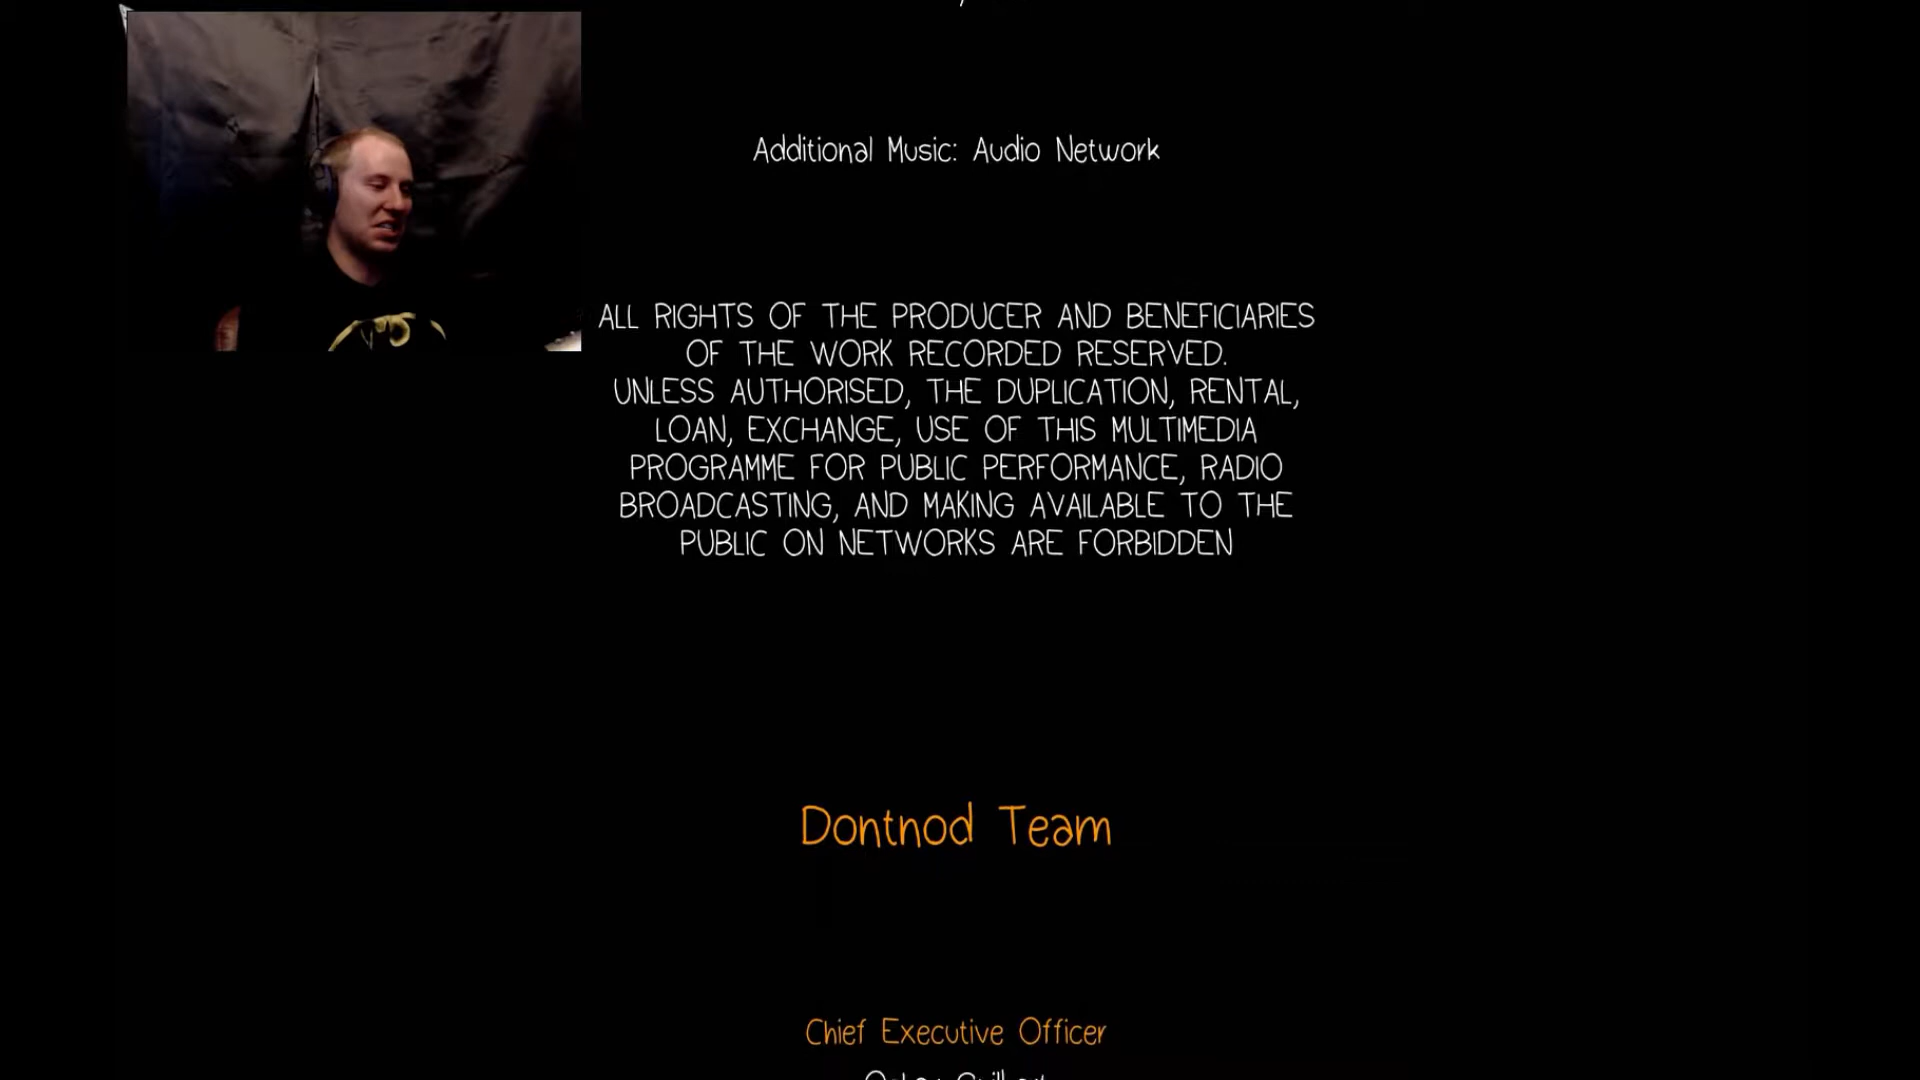 Additional Music: Audio Network
ALL RIGHTS OF THE PRODUCER AND BENEFICIARIES
OF THE WORK RECORDED RESERVED.
UNLESS AUTHORISED, THE DUPLICATION, RENTAL,
LOAN, EXCHANGE, USE OF THIS MULTIMEDIA
PROGRAMME FOR PUBLIC PERFORMANCE, RADIO
BROADCASTING, AND MAKING AVAILABLE TO THE
PUBLIC ON NETWORKS ARE FORBIDDEN
Dontnod Team
Chief Executive Officer